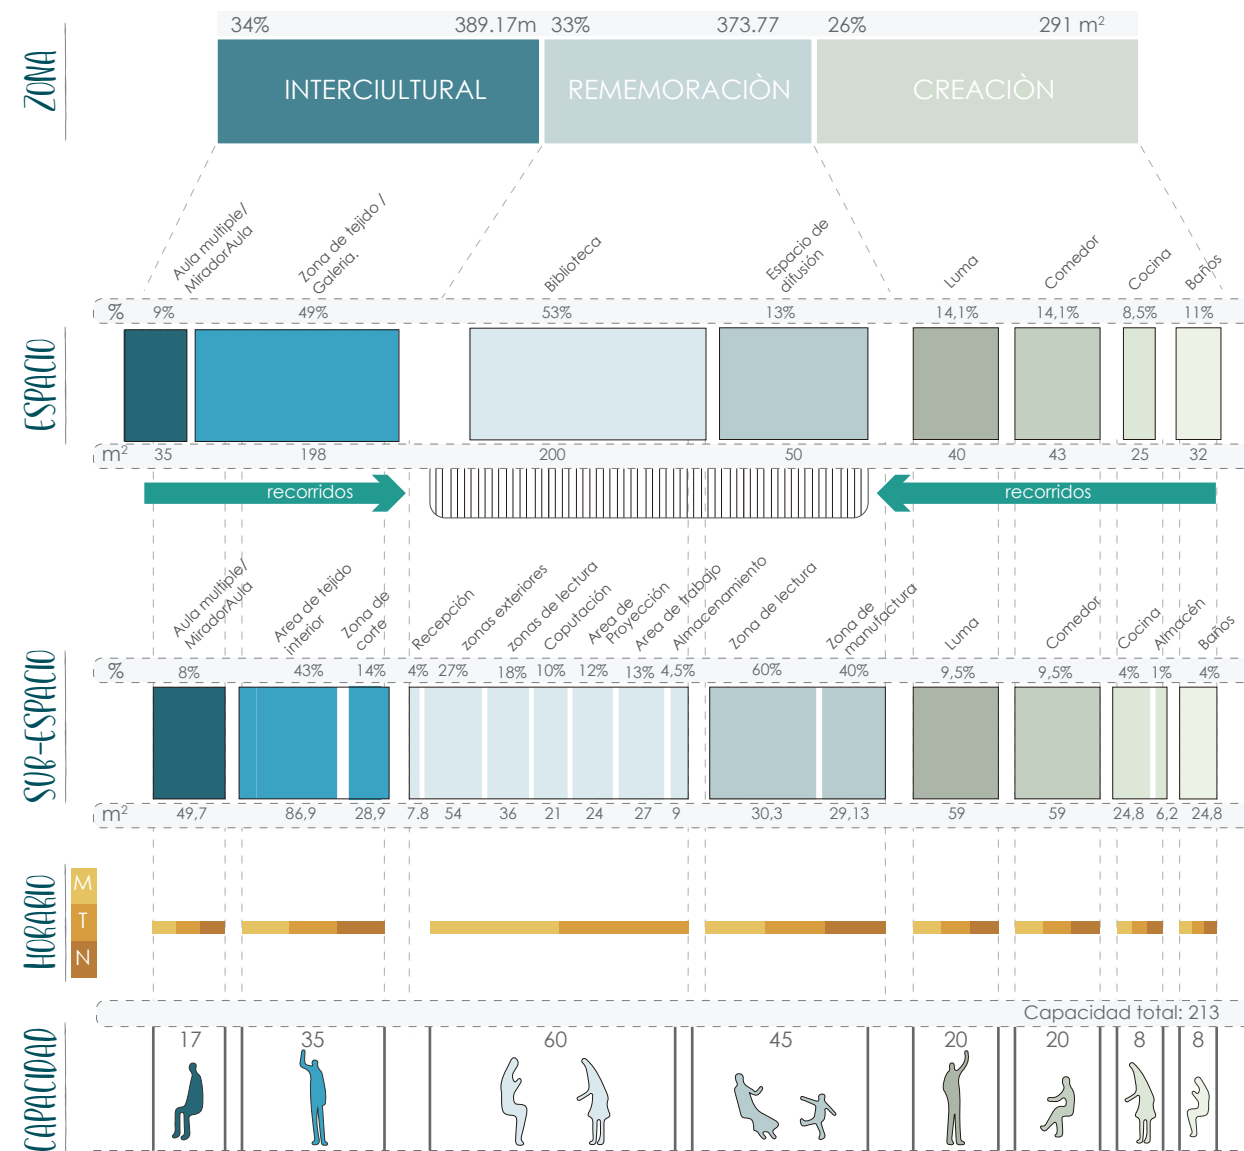 ZONA
34% 389.17m 33% 373.77 26% 291 m²
INTERCIULTURAL REMEMORACIÒN CREACIÒN
Aula multiple/
MiradorAula
Zona de tejido /
Galeria.
Biblioteca
Espacio de
difusión
Luma
Comedor
Cocina
Baños
ESPACIO
% 9% 49% 53% 13% 14,1% 14,1% 8,5% 11%
m² 35 198 200 50 40 43 25 32
recorridos recorridos
Aula multiple/
MiradorAula
Area de tejido
interior
Zona de
corte
Recepción
zonas exteriores
zonas de lectura
Coputación
Area de
Proyección
Area de trabajo
Almacenamiento
Zona de lectura
Zona de
manufactura
Luma
Comedor
Cocina
Almacén
Baños
SUB-ESPACIO
% 8% 43% 14% 4% 27% 18% 10% 12% 13% 4,5% 60% 40% 9,5% 9,5% 4% 1% 4%
m² 49,7 86,9 28,9 7.8 54 36 21 24 27 9 30,3 29,13 59 59 24,8 6,2 24,8
HORARIO
M
T
N
Capacidad total: 213
CAPACIDAD
17 35 60 45 20 20 8 8